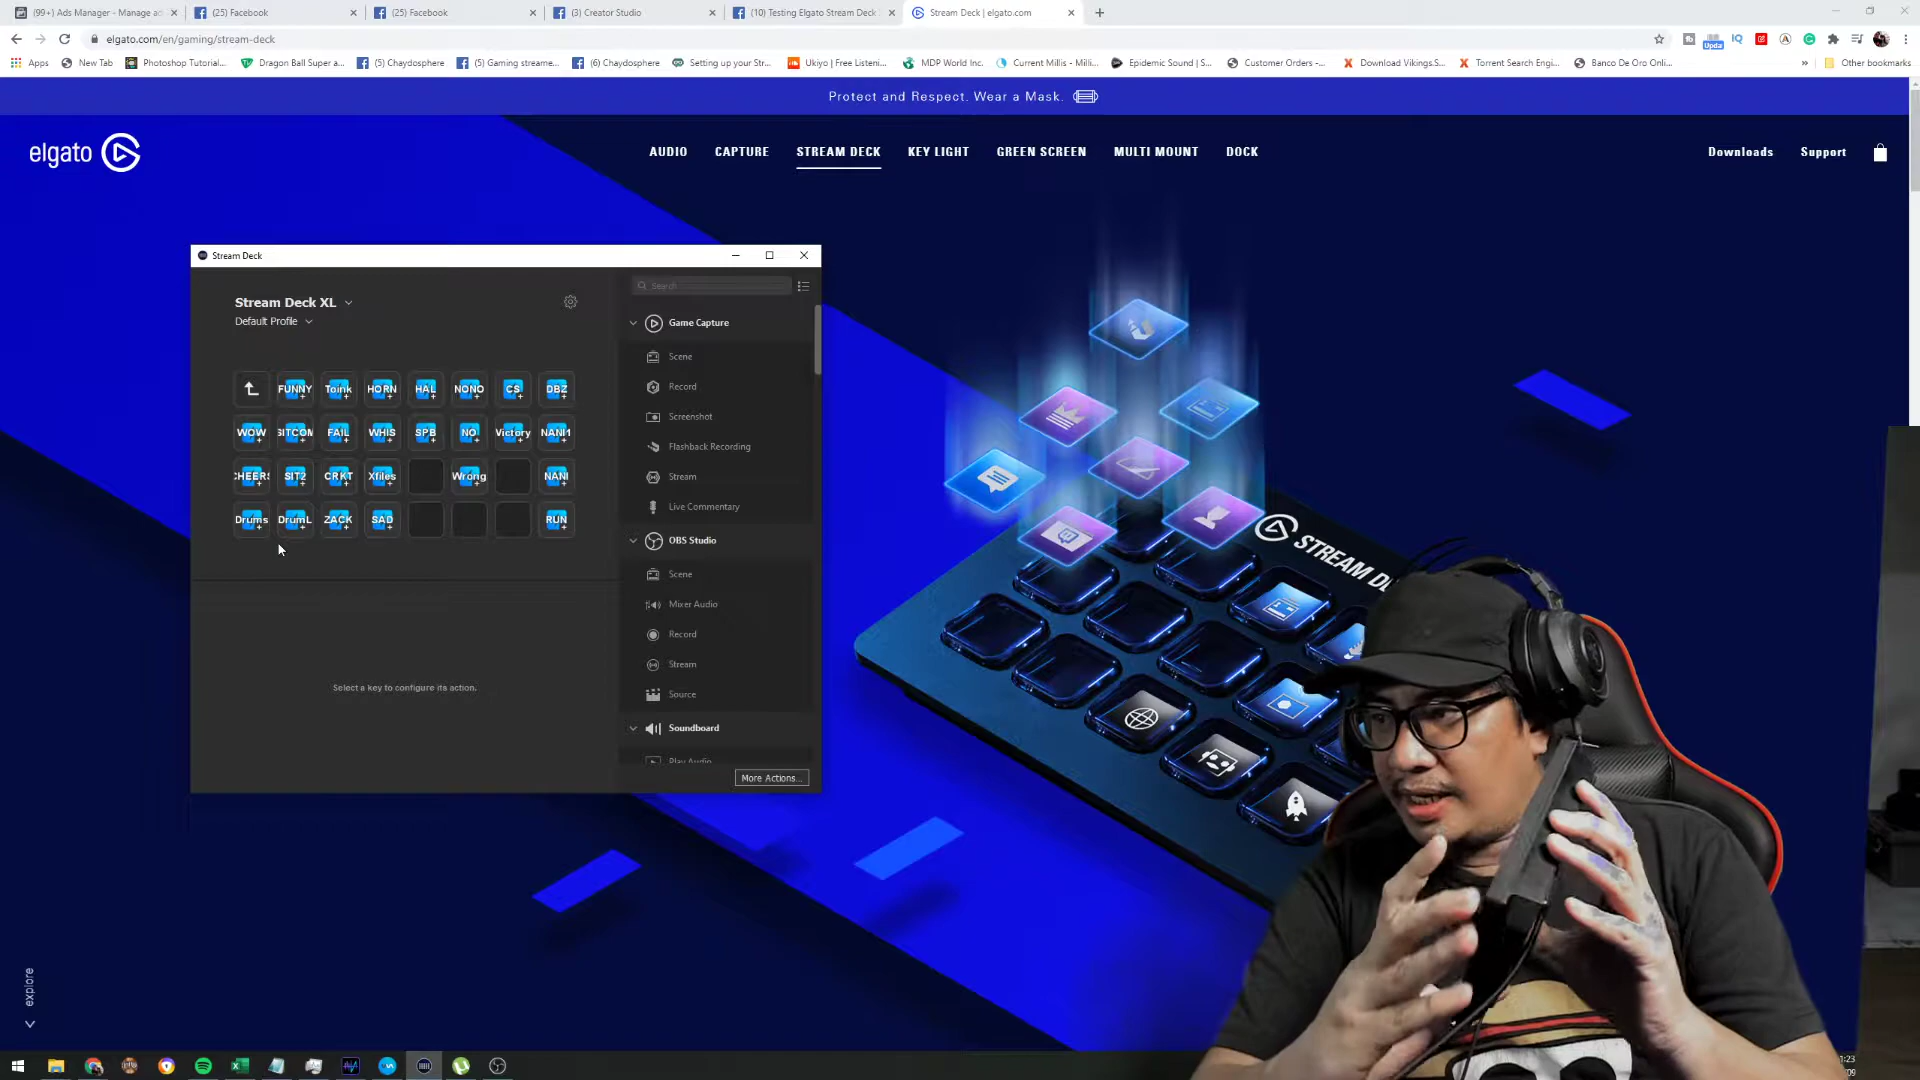 (99+) Ads Manager - Manage ad
(25) Facebook
(25) Facebook
(3) Creator Studio
(10) Testing Elgato Stream Deck
Stream Deck | elgato.com
elgato.com/en/gaming/stream-deck
Apps
New Tab
Photoshop Tutorial...
Dragon Ball Super a...
(5) Chaydosphere
(5) Gaming streame...
(6) Chaydosphere
Setting up your Str...
Ukiyo | Free Listeni...
MDP World Inc.
Current Millis - Milli...
Epidemic Sound | S...
Customer Orders -...
Download Vikings.S...
Torrent Search Engi...
Banco De Oro Onli...
Other bookmarks
Protect and Respect. Wear a Mask.
elgato
AUDIO
CAPTURE
STREAM DECK
KEY LIGHT
GREEN SCREEN
MULTI MOUNT
DOCK
Downloads
Support
Stream Deck
Stream Deck XL
Default Profile
FUNNY Toink HORN HAL NONO CS DBZ
WOW SITCOM FAIL WHIS SPB NO Victory NANI1
CHEERS SIT2 CRKT Xfiles Wrong NANI
Drums DrumL ZACK SAD RUN
Select a key to configure its action.
Search
Game Capture
Scene
Record
Screenshot
Flashback Recording
Stream
Live Commentary
OBS Studio
Scene
Mixer Audio
Record
Stream
Source
Soundboard
Play Audio
More Actions...
STREAM DE
explore